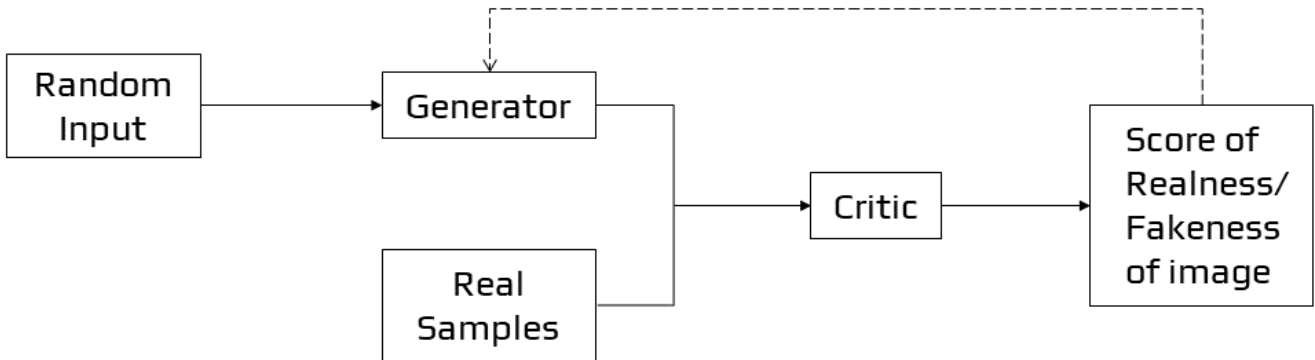 Random
Input
Generator
Real
Samples
Critic
Score of
Realness/
Fakeness
of image